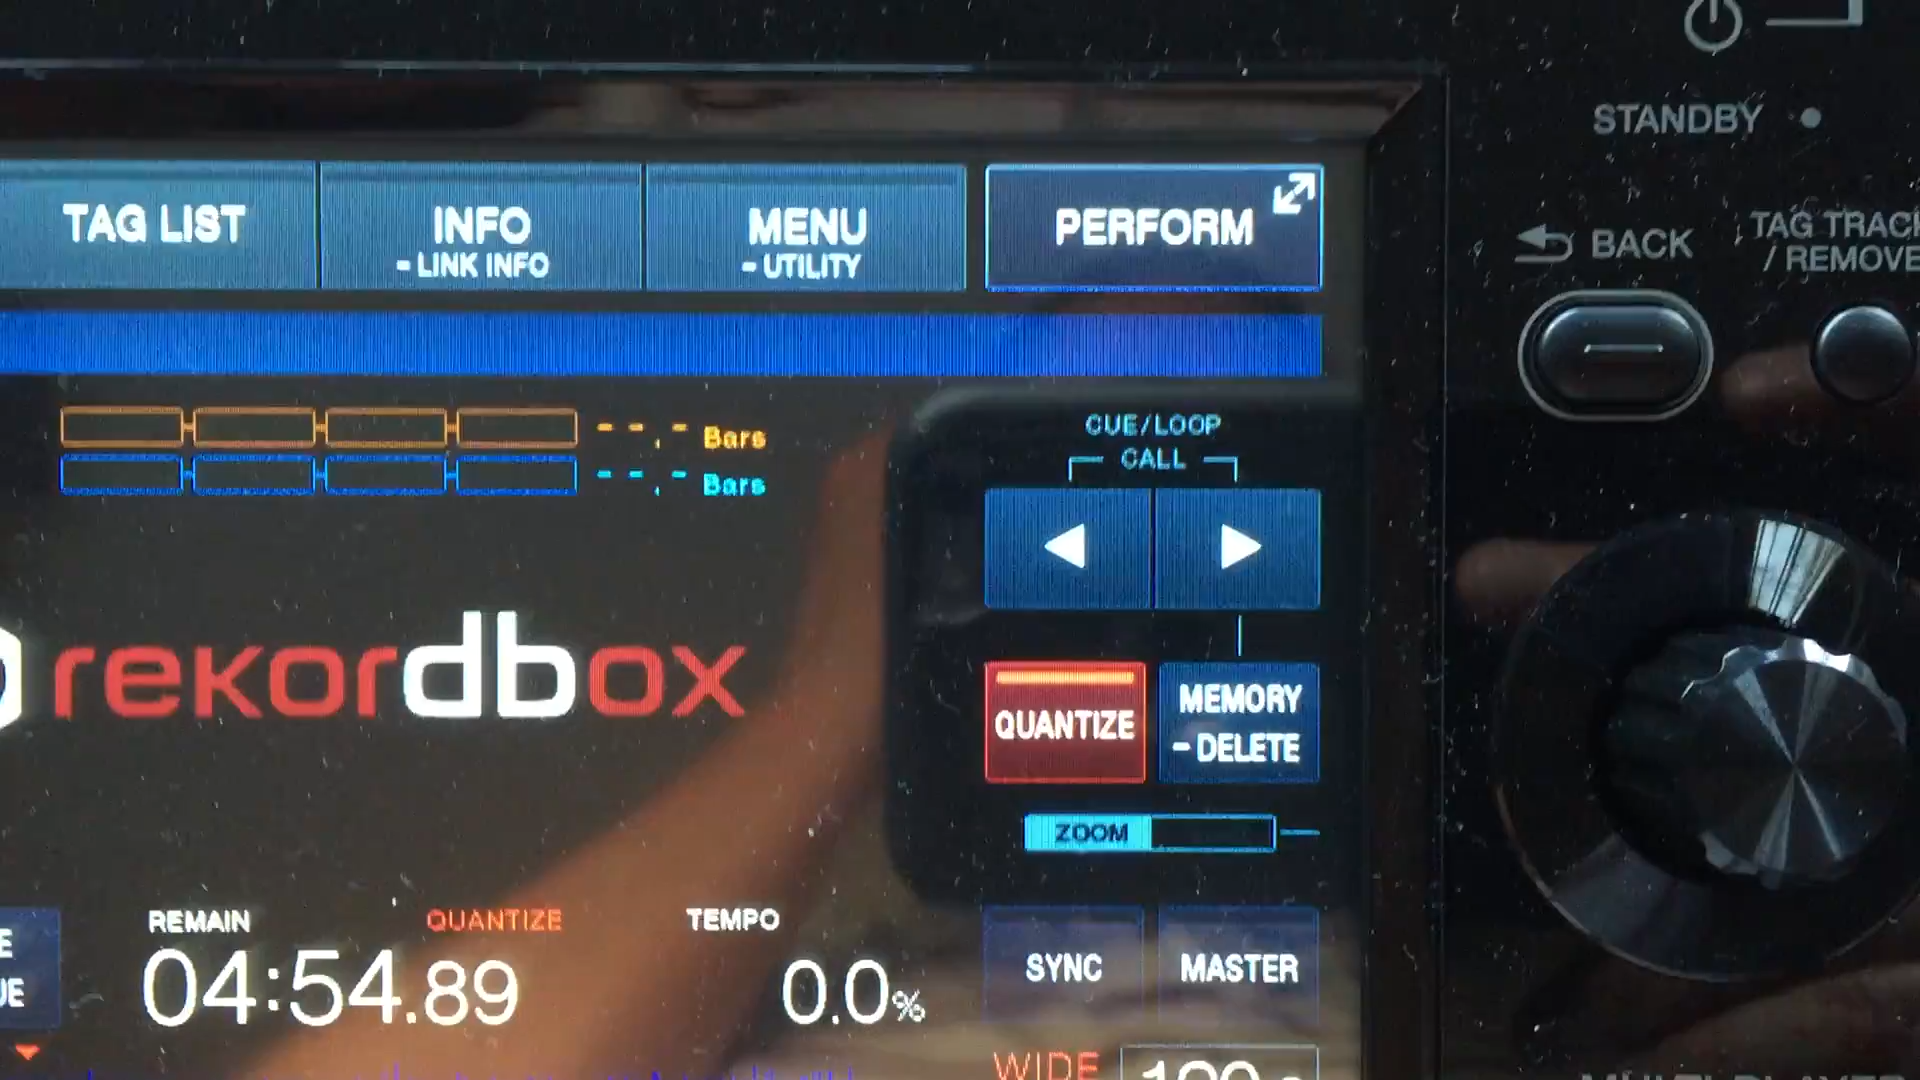 STANDBY
TAG LIST
INFO
- LINK INFO
MENU
- UTILITY
PERFORM
BACK
TAG TRACK
/ REMOVE
--.- Bars
--.- Bars
CUE/LOOP
CALL
rekordbox
QUANTIZE
MEMORY
- DELETE
ZOOM
REMAIN
QUANTIZE
TEMPO
04:54.89
0.0%
SYNC
MASTER
WIDE